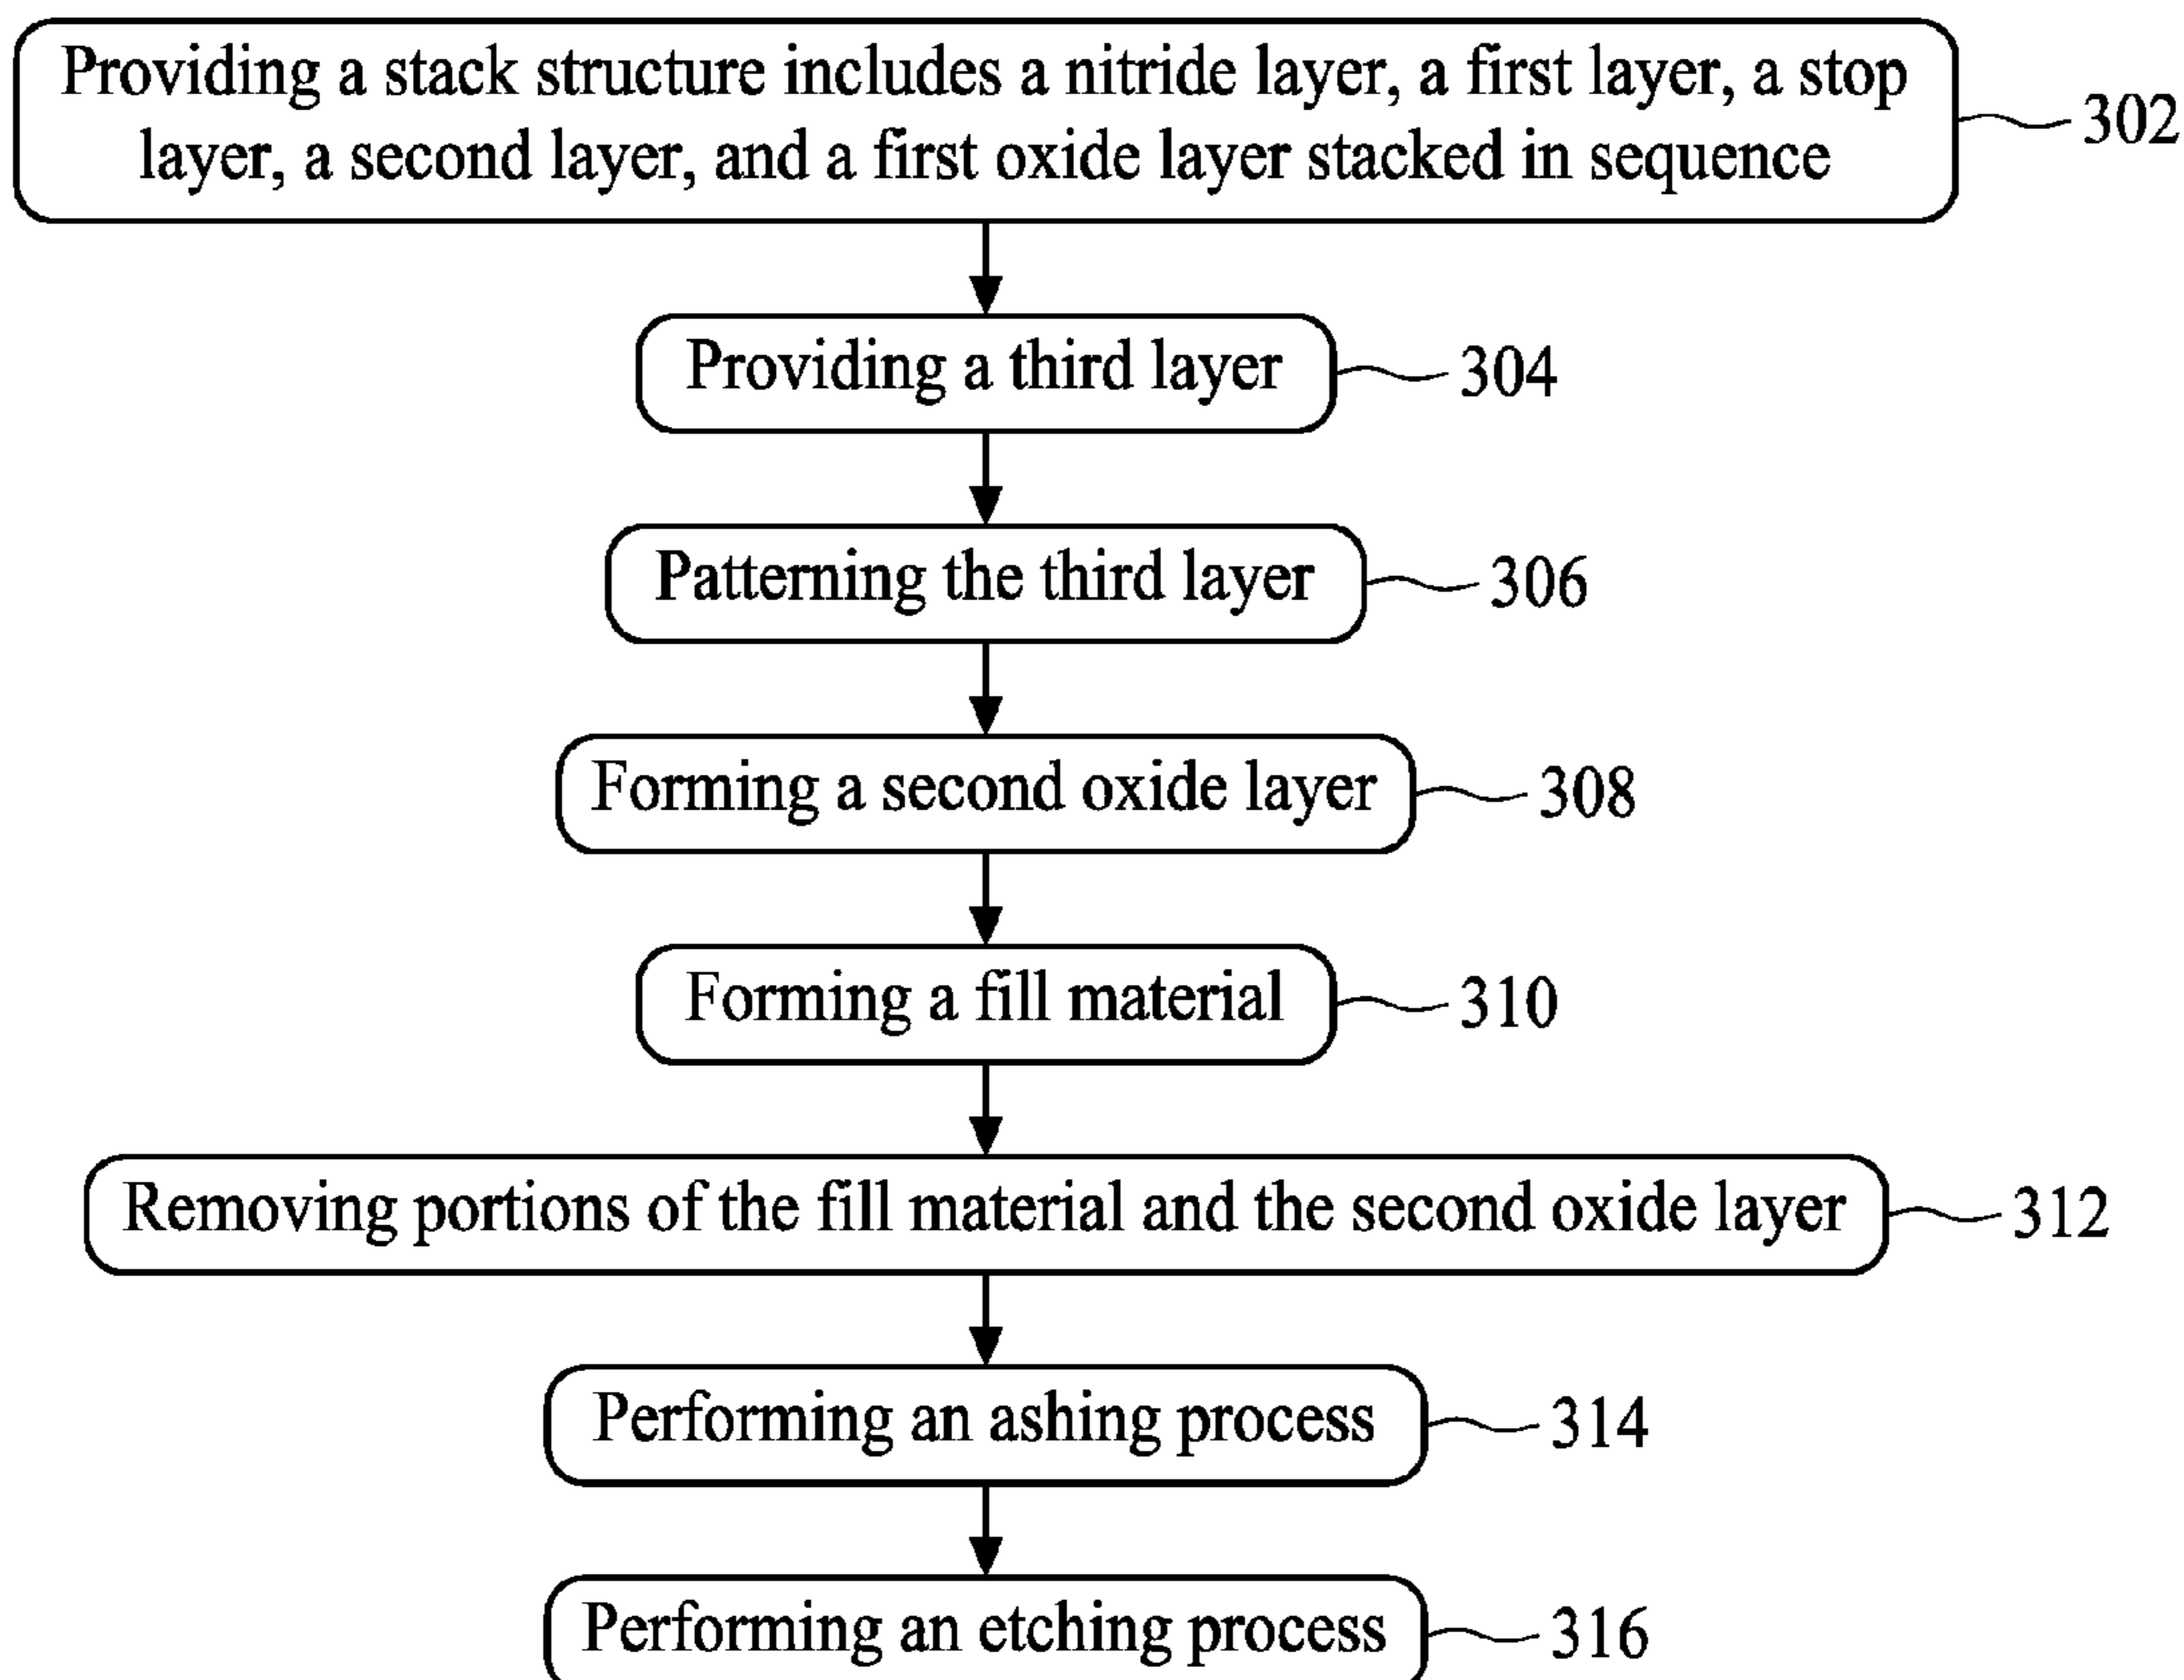 Providing a stack structure includes a nitride layer, a first layer, a stop
layer, a second layer, and a first oxide layer stacked in sequence
302
Providing a third layer
304
Patterning the third layer
306
Forming a second oxide layer
308
Forming a fill material
310
Removing portions of the fill material and the second oxide layer
312
Performing an ashing process
314
Performing an etching process
316